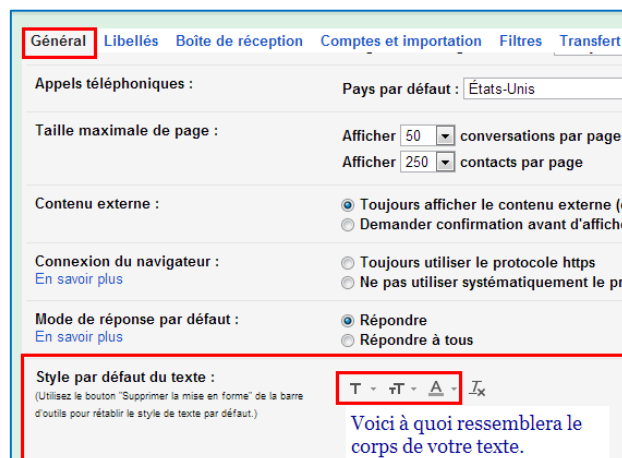 Général Libellés Boîte de réception Comptes et importation Filtres Transfert
Appels téléphoniques : Pays par défaut : États-Unis
Taille maximale de page : Afficher 50 conversations par page
Afficher 250 contacts par page
Contenu externe : Toujours afficher le contenu externe (
Demander confirmation avant d'affich
Connexion du navigateur : Toujours utiliser le protocole https
En savoir plus Ne pas utiliser systématiquement le pr
Mode de réponse par défaut : Répondre
En savoir plus Répondre à tous
Style par défaut du texte :
(Utilisez le bouton "Supprimer la mise en forme" de la barre
d'outils pour rétablir le style de texte par défaut.)
T тT A Tx
Voici à quoi ressemblera le
corps de votre texte.